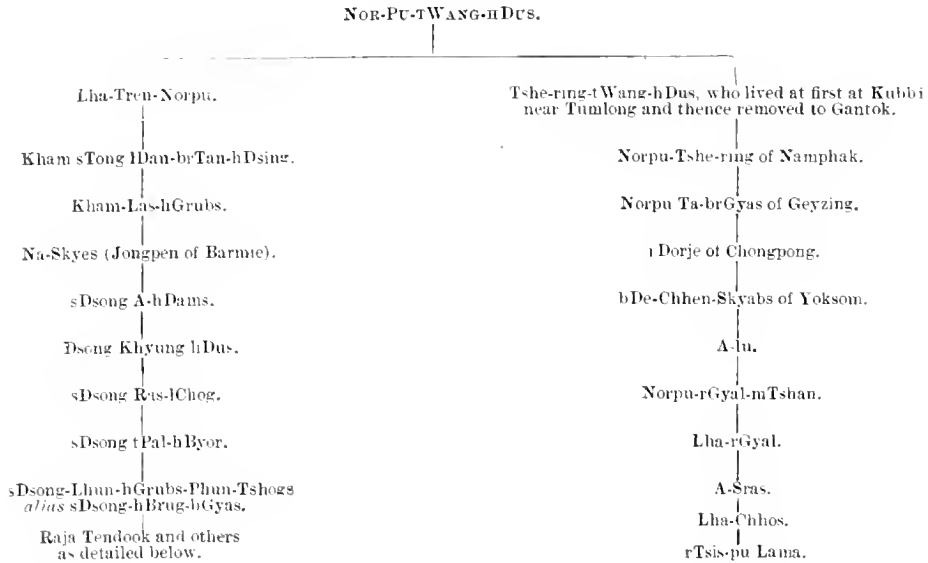 NOR-PU-TWANG-HDUS.
Lha-Tren-Norpu.
Kham sTong lDan-brTan-hDsing.
Kham-Las-hGrubs.
Na-Skyes (Jongpen of Barmie).
sDsong A-hDams.
Dsong Khyung hDus.
sDsong Ras-lChog.
sDsong tPal-hByor.
sDsong-Lhun-hGrubs-Phun-Tshogs
alias sDsong-hBrug-bGyas.
Raja Tendook and others
as detailed below.
Tshe-ring-tWang-hDus, who lived at first at Kubbi
near Tumlong and thence removed to Gantok.
Norpu-Tshe-ring of Namphak.
Norpu Ta-brGyas of Geyzing.
rDorje of Chongpong.
bDe-Chhen-Skyabs of Yoksom.
A-lu.
Norpu-rGyal-mTshan.
Lha-rGyal.
A-Sras.
Lha-Chhos.
rTsis-pu Lama.